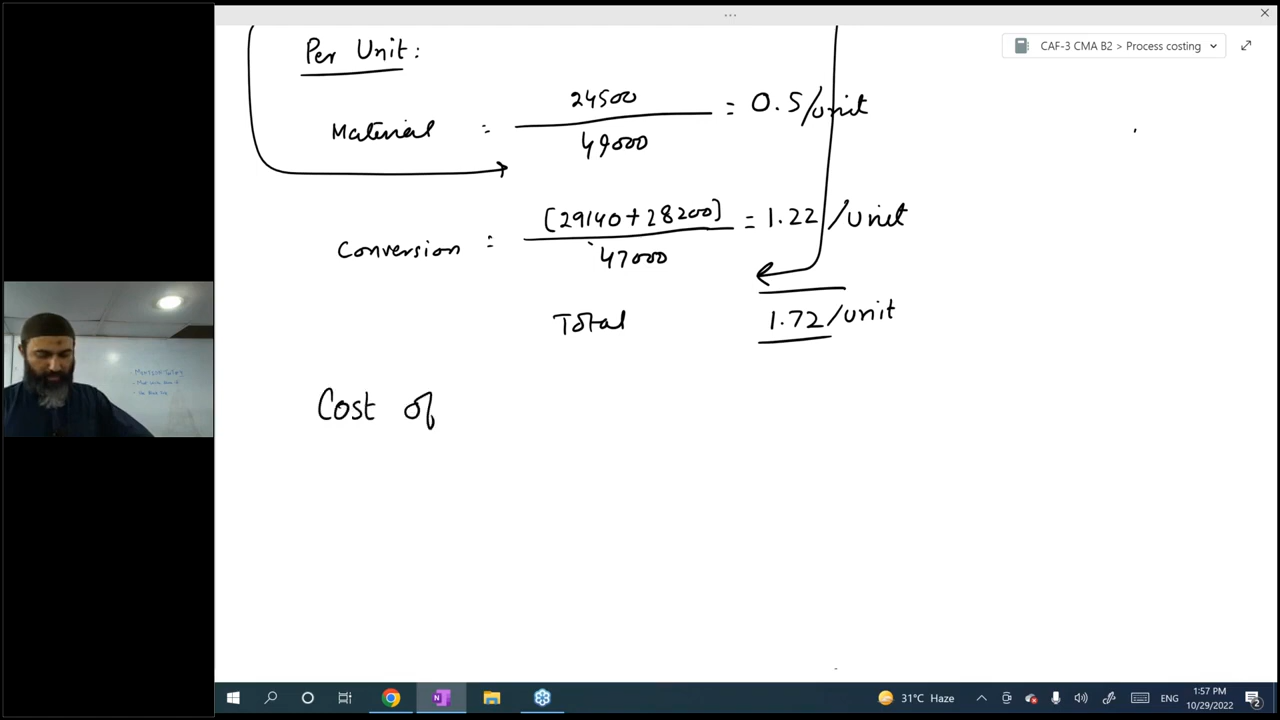 CAF-3 CMA B2 > Process costing
Per Unit:
Material = 24500 / 49000 = 0.5/unit
Conversion = (29140+28200) / 47000 = 1.22/unit
Total 1.72/unit
Cost of
31°C Haze
ENG
1:57 PM
10/29/2022
2